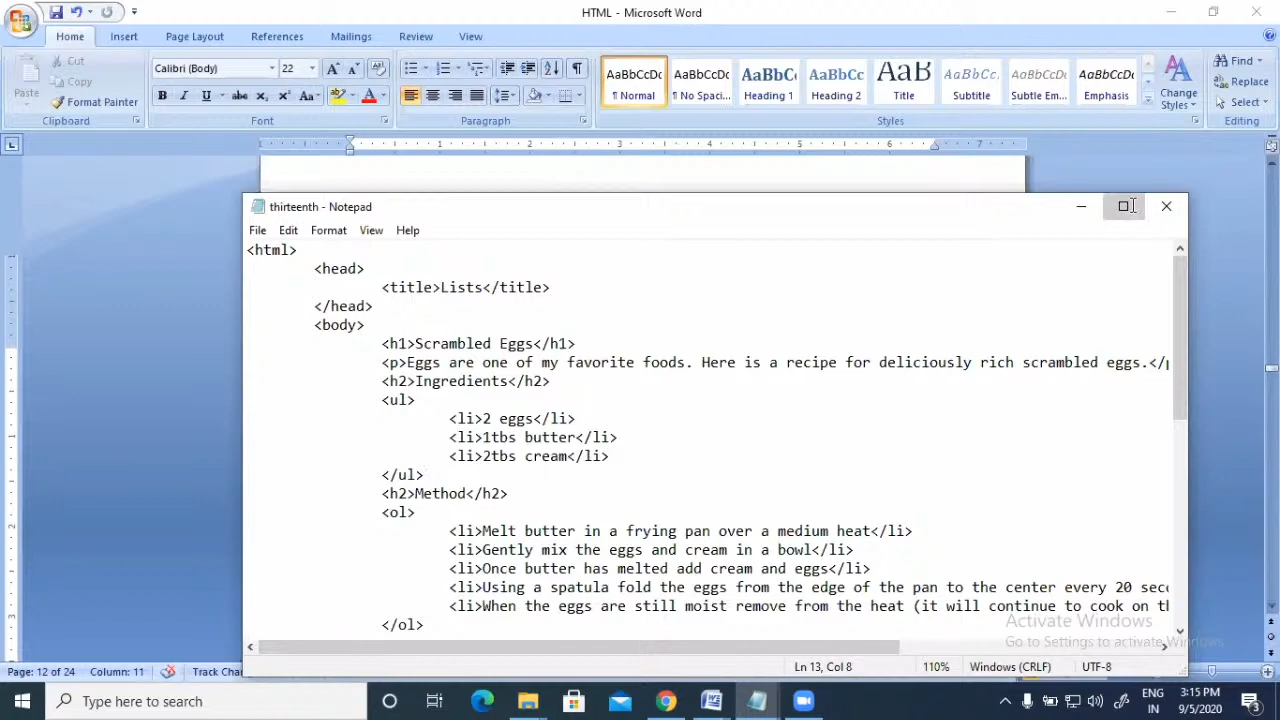 HTML - Microsoft Word
Home Insert Page Layout References Mailings Review View
Cut
Copy
Paste
Format Painter
Calibri (Body) 22
AaBbCcDc AaBbCcDc AaBbC( AaBbCc AaB AaBbCc. AaBbCcDc AaBbCcDc
¶ Normal ¶ No Spaci... Heading 1 Heading 2 Title Subtitle Subtle Em... Emphasis
Change Styles
Find
Replace
Select
Clipboard Font Paragraph Styles Editing
thirteenth - Notepad
File Edit Format View Help
<html>
<head>
<title>Lists</title>
</head>
<body>
<h1>Scrambled Eggs</h1>
<p>Eggs are one of my favorite foods. Here is a recipe for deliciously rich scrambled eggs.</p
<h2>Ingredients</h2>
<ul>
<li>2 eggs</li>
<li>1tbs butter</li>
<li>2tbs cream</li>
</ul>
<h2>Method</h2>
<ol>
<li>Melt butter in a frying pan over a medium heat</li>
<li>Gently mix the eggs and cream in a bowl</li>
<li>Once butter has melted add cream and eggs</li>
<li>Using a spatula fold the eggs from the edge of the pan to the center every 20 seco
<li>When the eggs are still moist remove from the heat (it will continue to cook on th
</ol>
Activate Windows
Go to Settings to activate Windows
Ln 13, Col 8 110% Windows (CRLF) UTF-8
Page: 12 of 24 Column: 11 Track Cha
Type here to search
ENG
IN
3:15 PM
9/5/2020
3